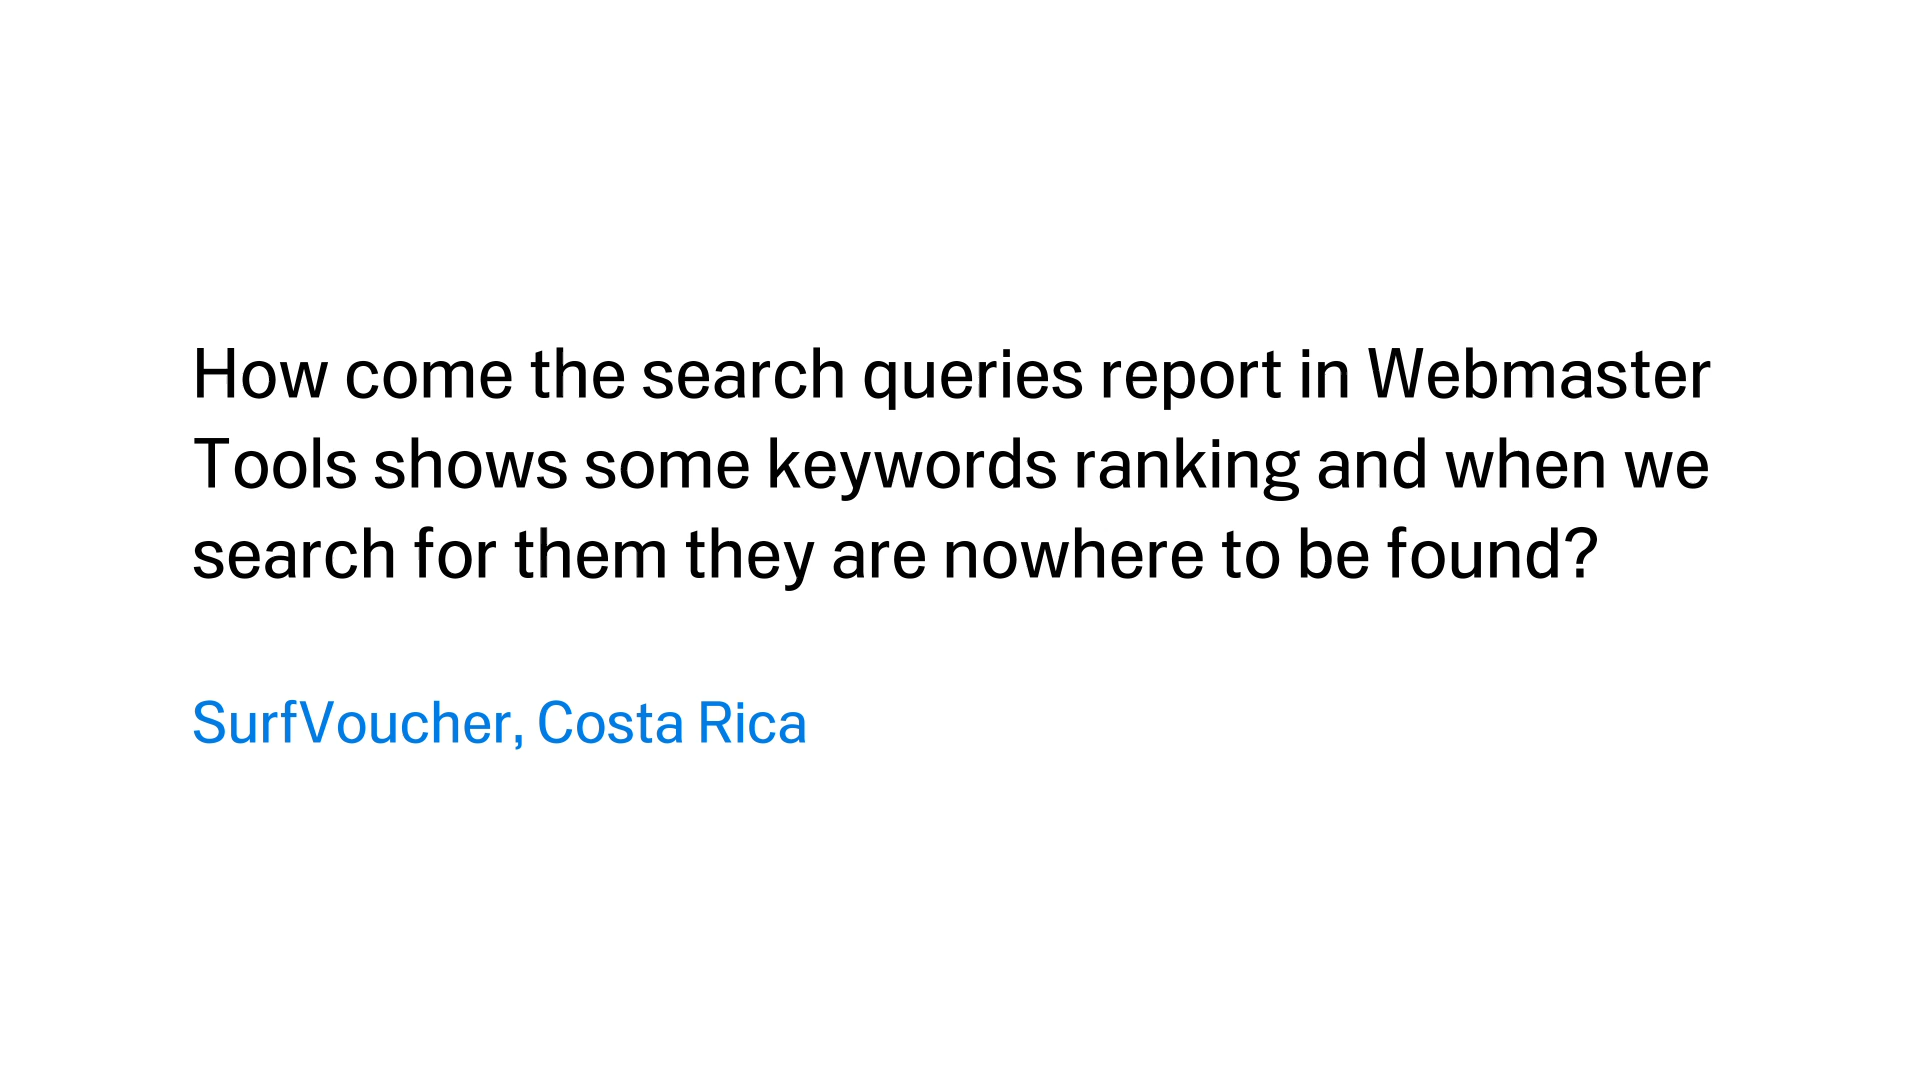 How come the search queries report in Webmaster
Tools shows some keywords ranking and when we
search for them they are nowhere to be found?
SurfVoucher, Costa Rica